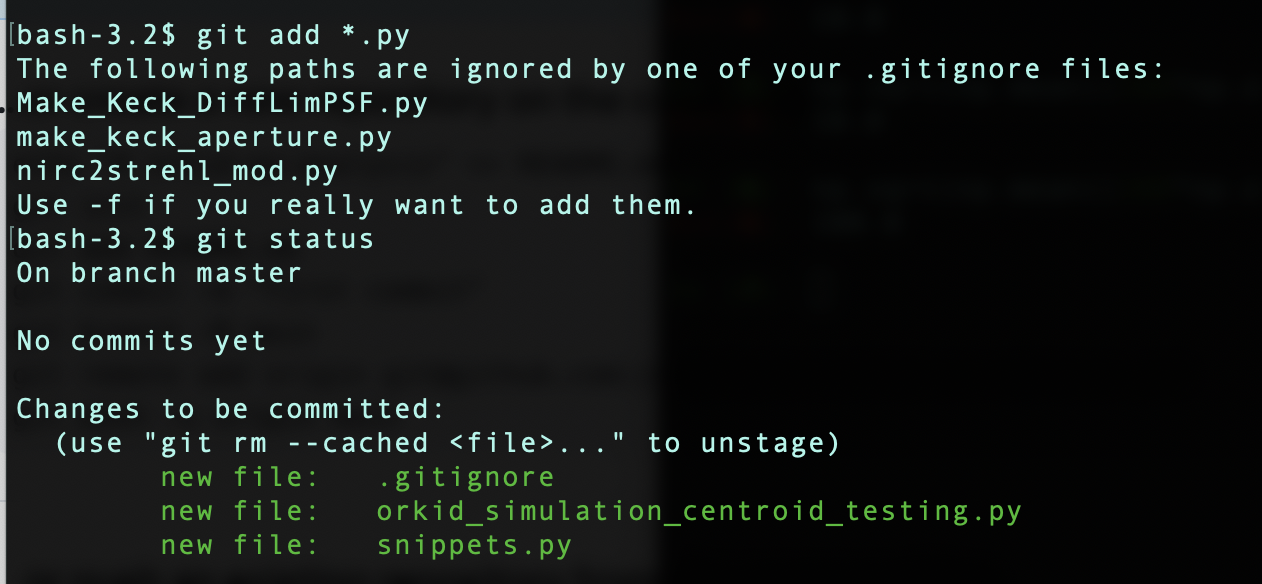 [bash-3.2$ git add *.py
The following paths are ignored by one of your .gitignore files:
Make_Keck_DiffLimPSF.py
make_keck_aperture.py
nirc2strehl_mod.py
Use -f if you really want to add them.
[bash-3.2$ git status
On branch master
No commits yet
Changes to be committed:
(use "git rm --cached <file>..." to unstage)
new file: .gitignore
new file: orkid_simulation_centroid_testing.py
new file: snippets.py